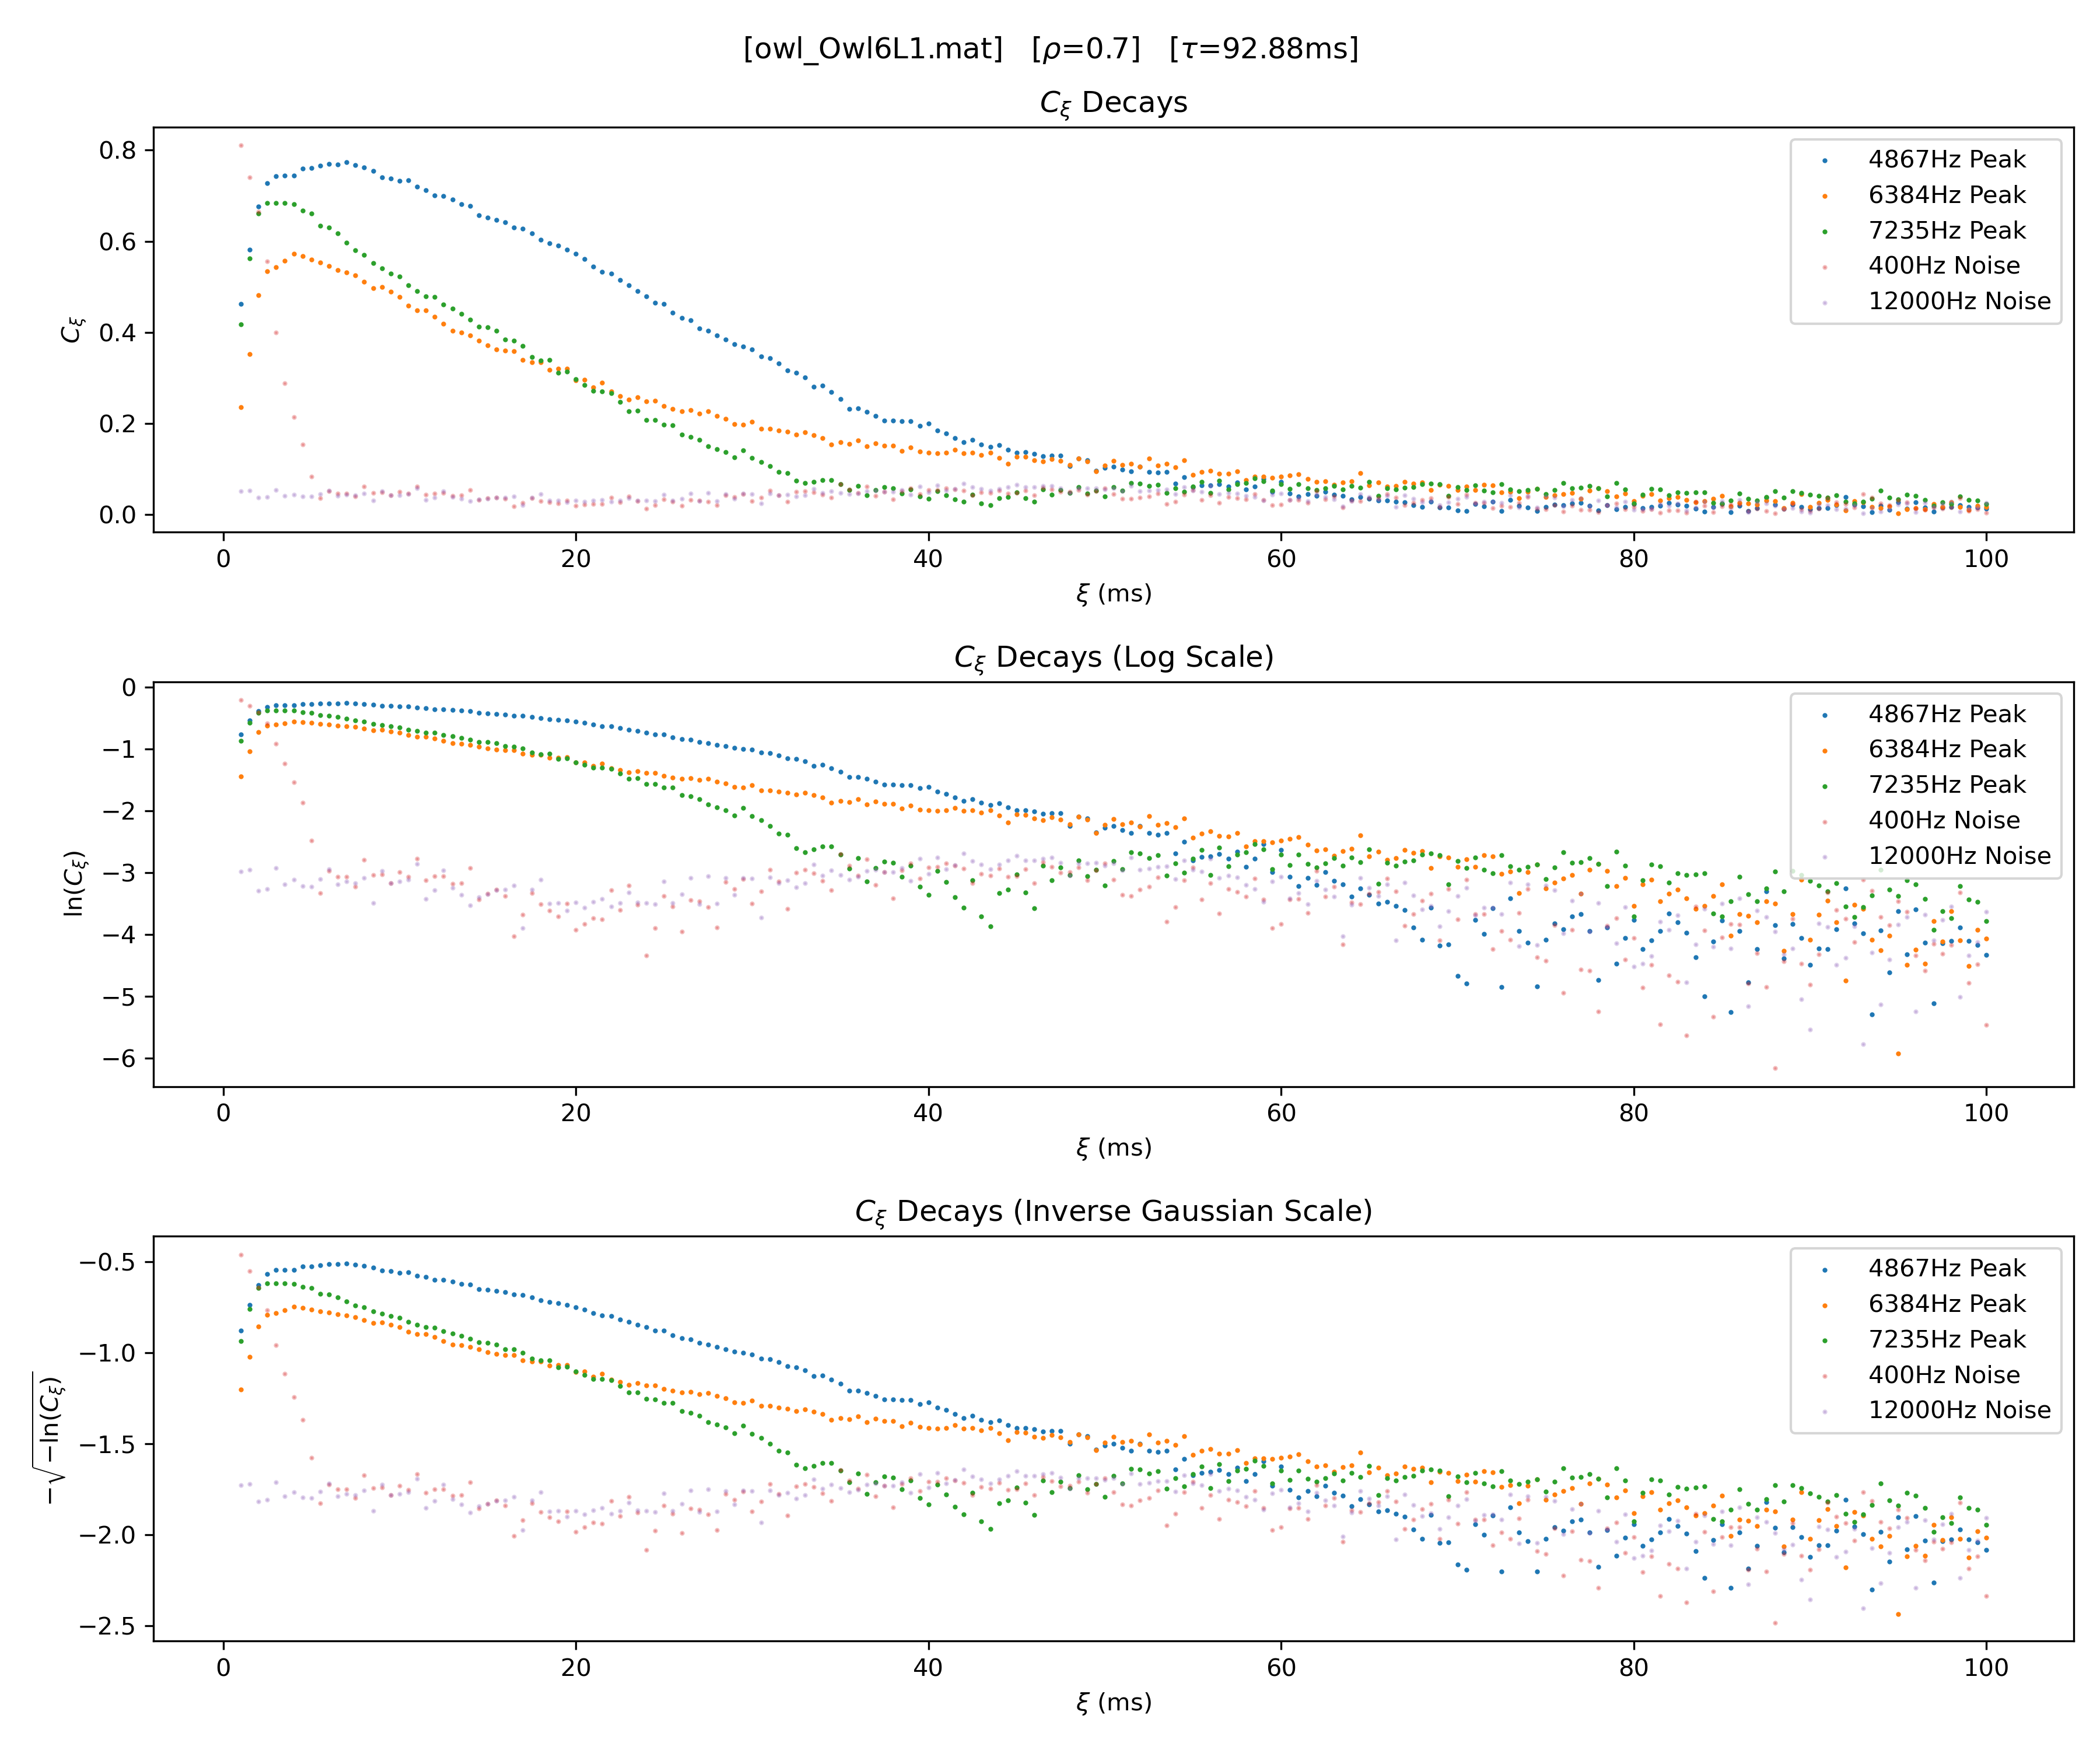 [owl_Owl6L1.mat] [ρ=0.7] [τ=92.88ms]
C_ξ Decays
C_ξ
0.8
0.6
0.4
0.2
0.0
4867Hz Peak
6384Hz Peak
7235Hz Peak
400Hz Noise
12000Hz Noise
0 20 40 60 80 100
ξ (ms)
C_ξ Decays (Log Scale)
ln(C_ξ)
0
−1
−2
−3
−4
−5
−6
4867Hz Peak
6384Hz Peak
7235Hz Peak
400Hz Noise
12000Hz Noise
0 20 40 60 80 100
ξ (ms)
C_ξ Decays (Inverse Gaussian Scale)
−√−ln(C_ξ)
−0.5
−1.0
−1.5
−2.0
−2.5
4867Hz Peak
6384Hz Peak
7235Hz Peak
400Hz Noise
12000Hz Noise
0 20 40 60 80 100
ξ (ms)